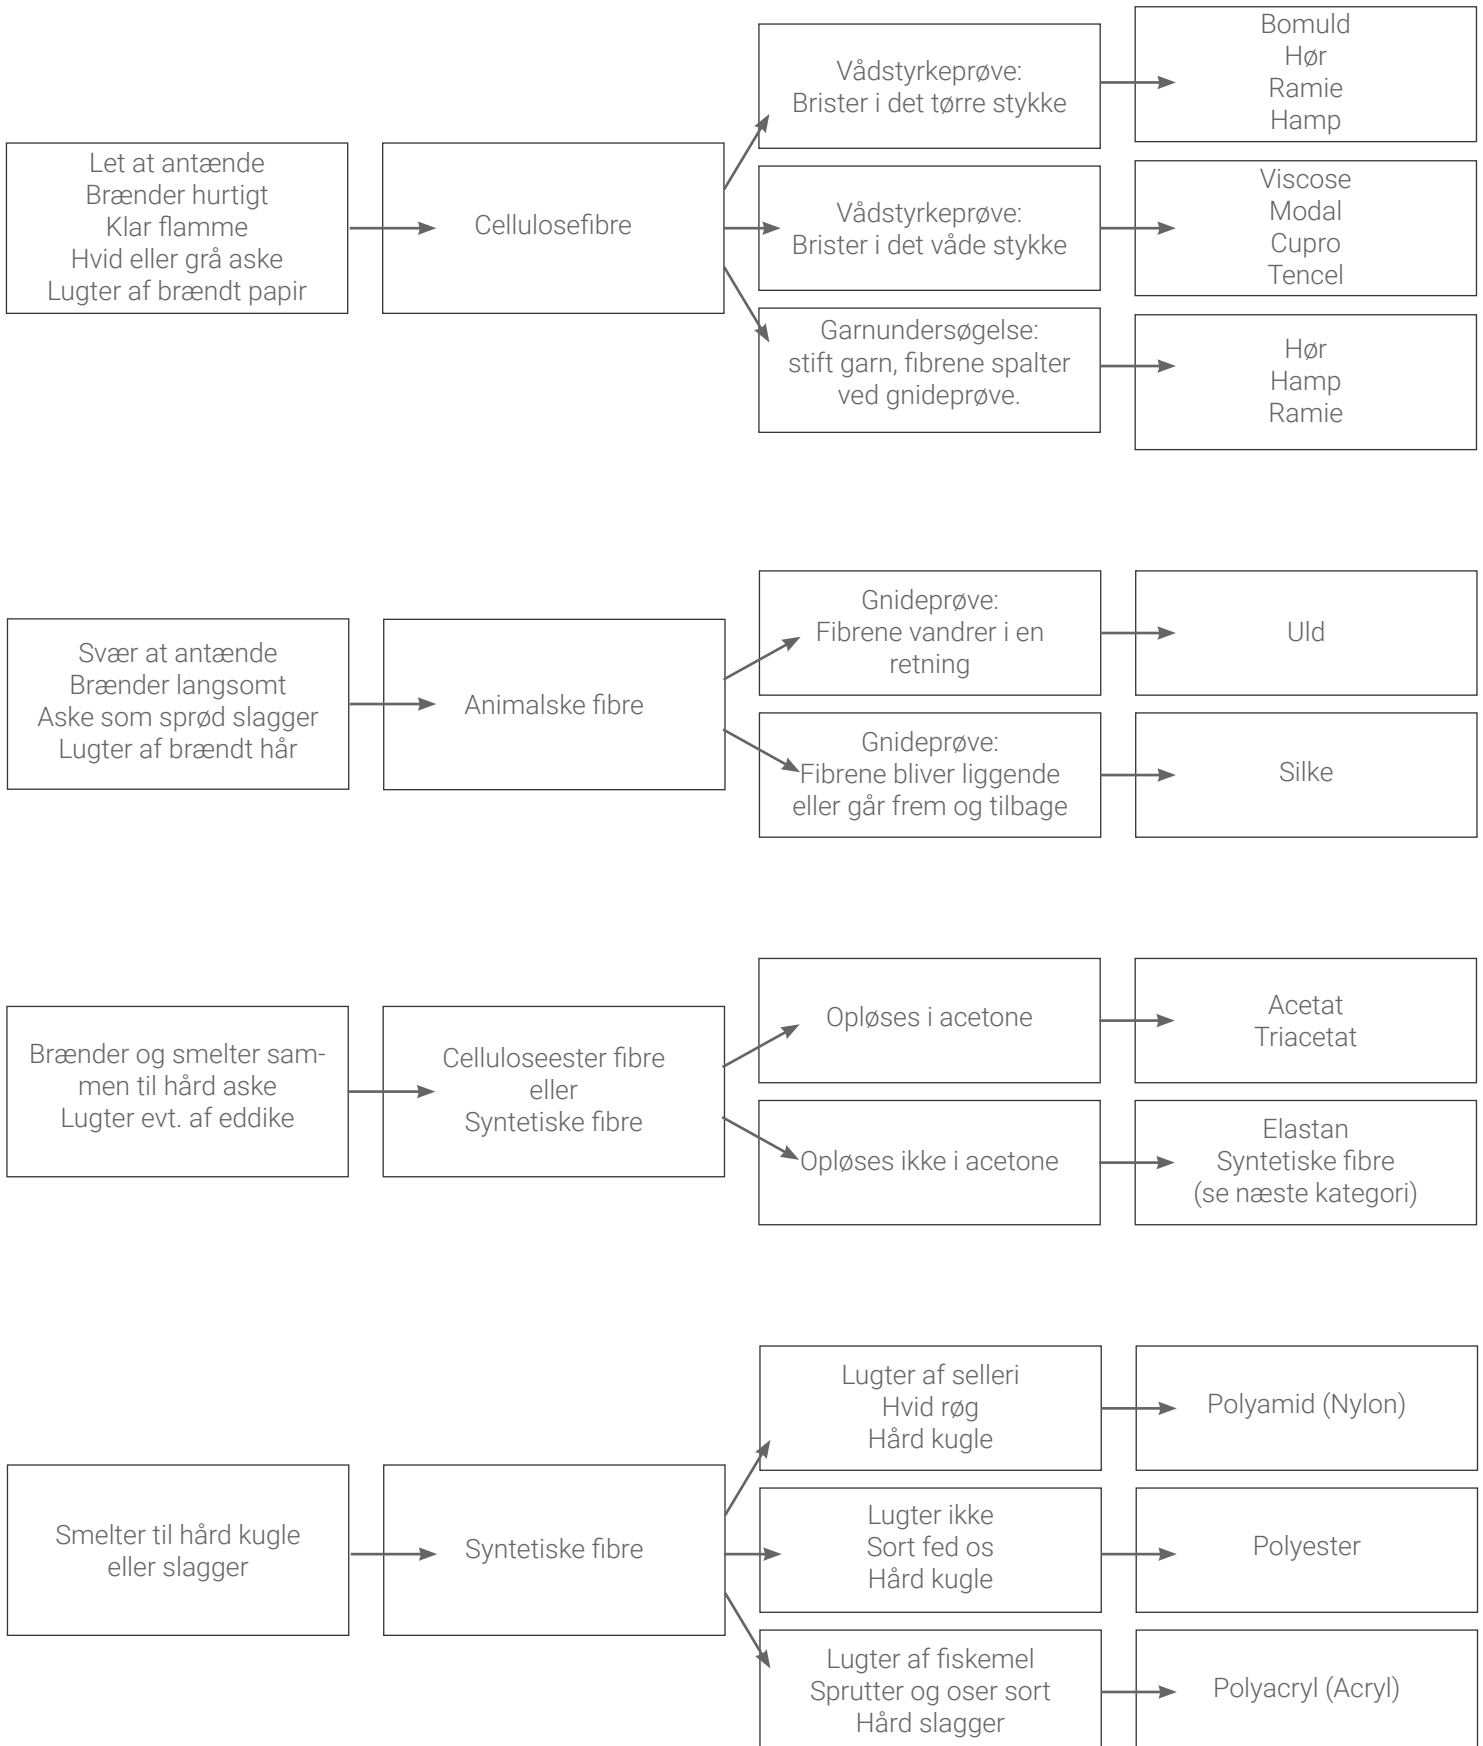 Let at antænde
Brænder hurtigt
Klar flamme
Hvid eller grå aske
Lugter af brændt papir
Cellulosefibre
Vådstyrkeprøve:
Brister i det tørre stykke
Bomuld
Hør
Ramie
Hamp
Vådstyrkeprøve:
Brister i det våde stykke
Viscose
Modal
Cupro
Tencel
Garnundersøgelse:
stift garn, fibrene spalter
ved gnideprøve.
Hør
Hamp
Ramie
Svær at antænde
Brænder langsomt
Aske som sprød slagger
Lugter af brændt hår
Animalske fibre
Gnideprøve:
Fibrene vandrer i en
retning
Uld
Gnideprøve:
Fibrene bliver liggende
eller går frem og tilbage
Silke
Brænder og smelter sam-
men til hård aske
Lugter evt. af eddike
Celluloseester fibre
eller
Syntetiske fibre
Opløses i acetone
Acetat
Triacetat
Opløses ikke i acetone
Elastan
Syntetiske fibre
(se næste kategori)
Smelter til hård kugle
eller slagger
Syntetiske fibre
Lugter af selleri
Hvid røg
Hård kugle
Polyamid (Nylon)
Lugter ikke
Sort fed os
Hård kugle
Polyester
Lugter af fiskemel
Sprutter og oser sort
Hård slagger
Polyacryl (Acryl)